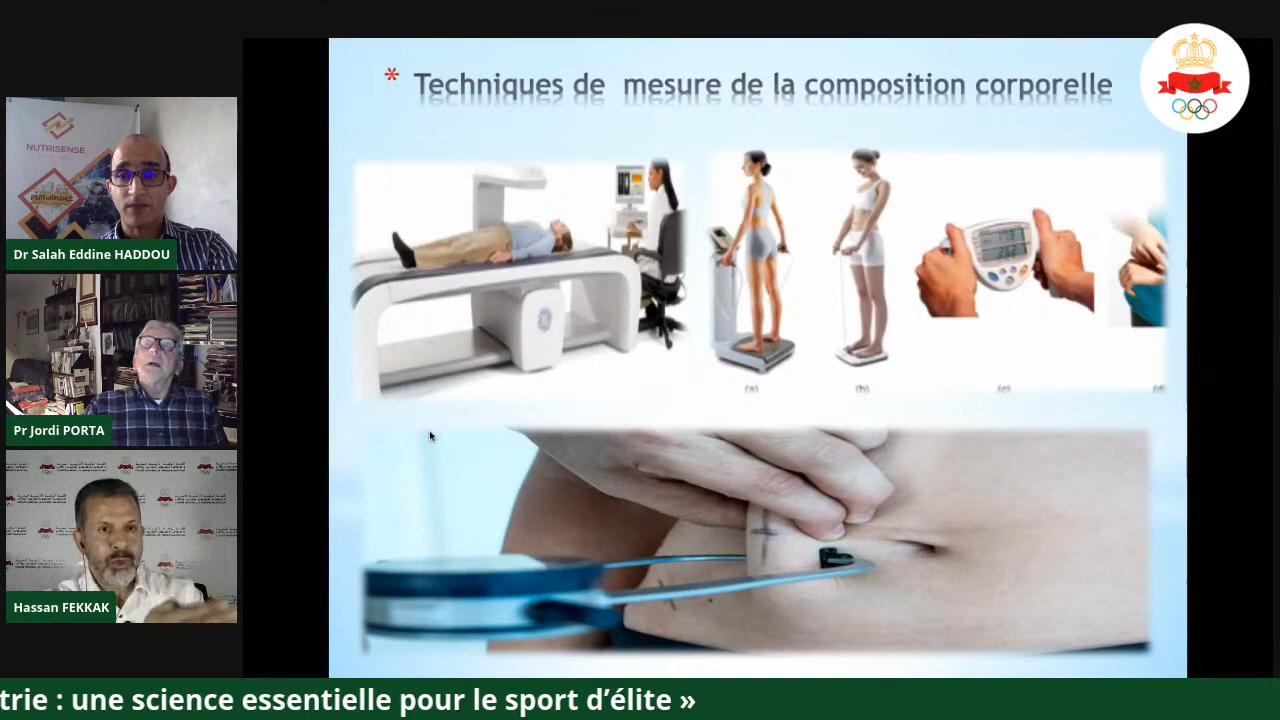 * Techniques de mesure de la composition corporelle
NUTRISENSE
PERFORMANCE
Dr Salah Eddine HADDOU
Pr Jordi PORTA
Hassan FEKKAK
(a)
(b)
(c)
trie : une science essentielle pour le sport d’élite »